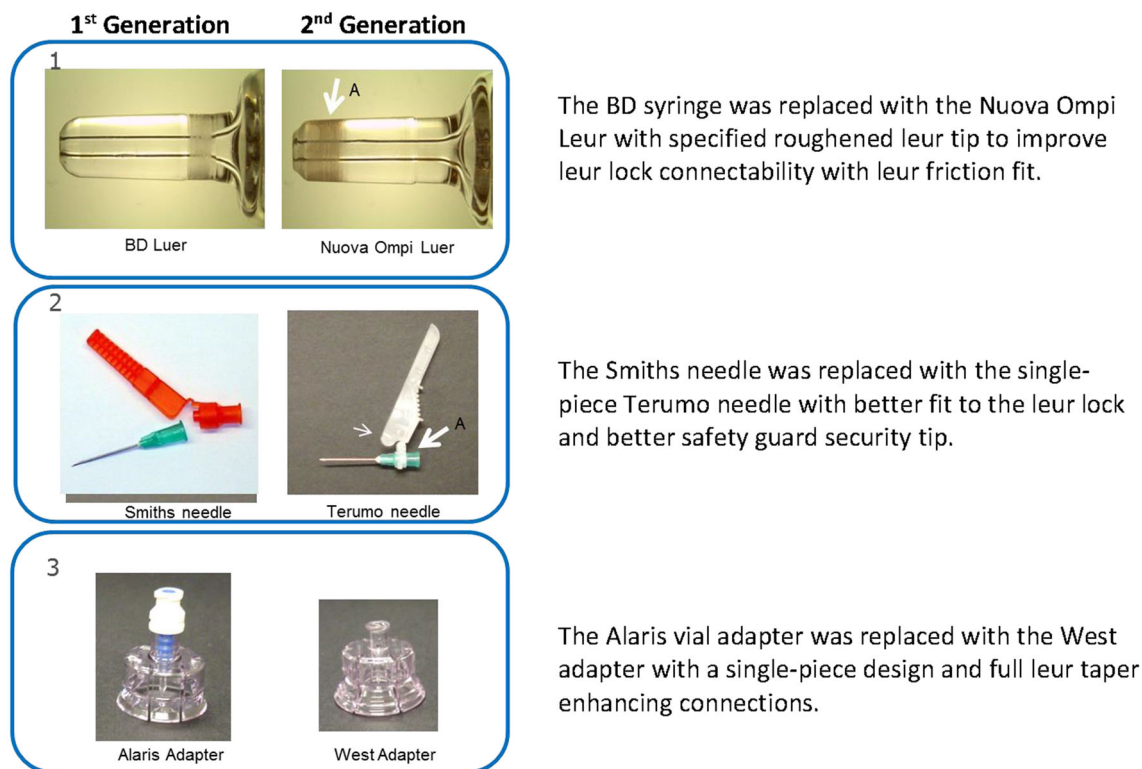 1st Generation
2nd Generation
1
A
BD Luer
Nuova Ompi Luer
The BD syringe was replaced with the Nuova Ompi
Leur with specified roughened leur tip to improve
leur lock connectability with leur friction fit.
2
A
Smiths needle
Terumo needle
The Smiths needle was replaced with the single-
piece Terumo needle with better fit to the leur lock
and better safety guard security tip.
3
Alaris Adapter
West Adapter
The Alaris vial adapter was replaced with the West
adapter with a single-piece design and full leur taper
enhancing connections.